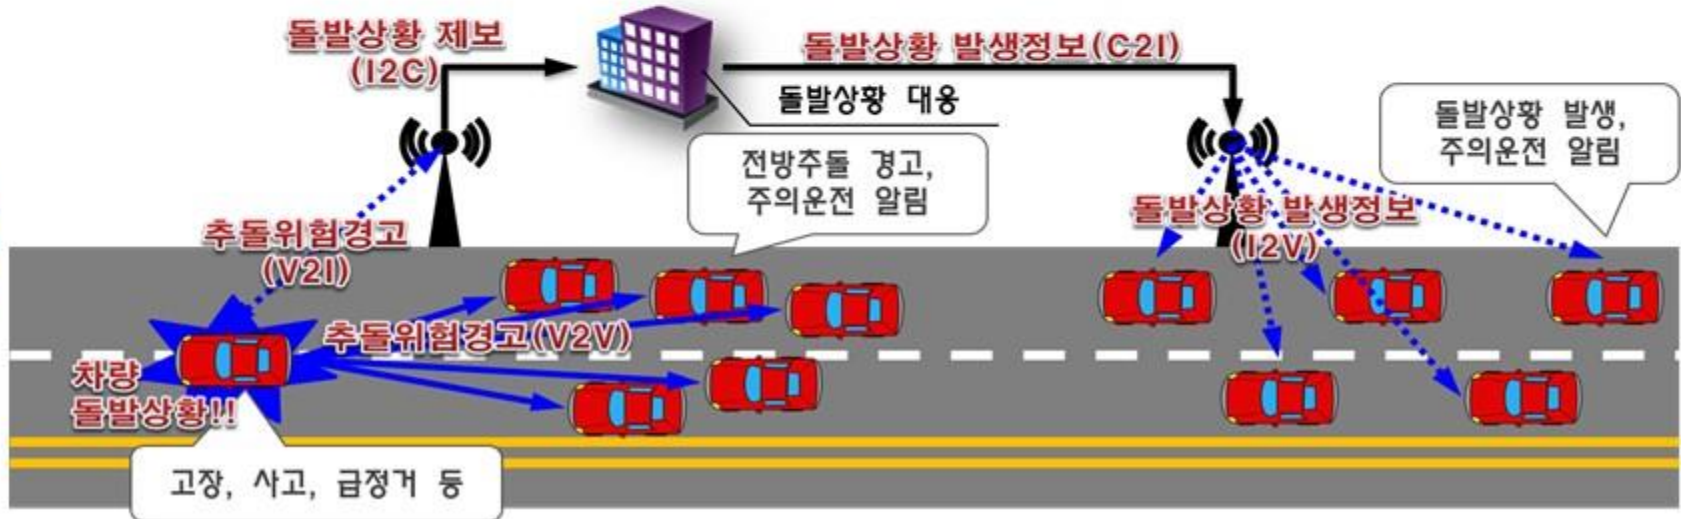 돌발상황 제보
(I2C)
돌발상황 발생정보(C2I)
돌발상황 대응
전방추돌 경고,
주의운전 알림
돌발상황 발생,
주의운전 알림
추돌위험경고
(V2I)
돌발상황 발생정보
(I2V)
추돌위험경고(V2V)
차량
돌발상황!!
고장, 사고, 급정거 등